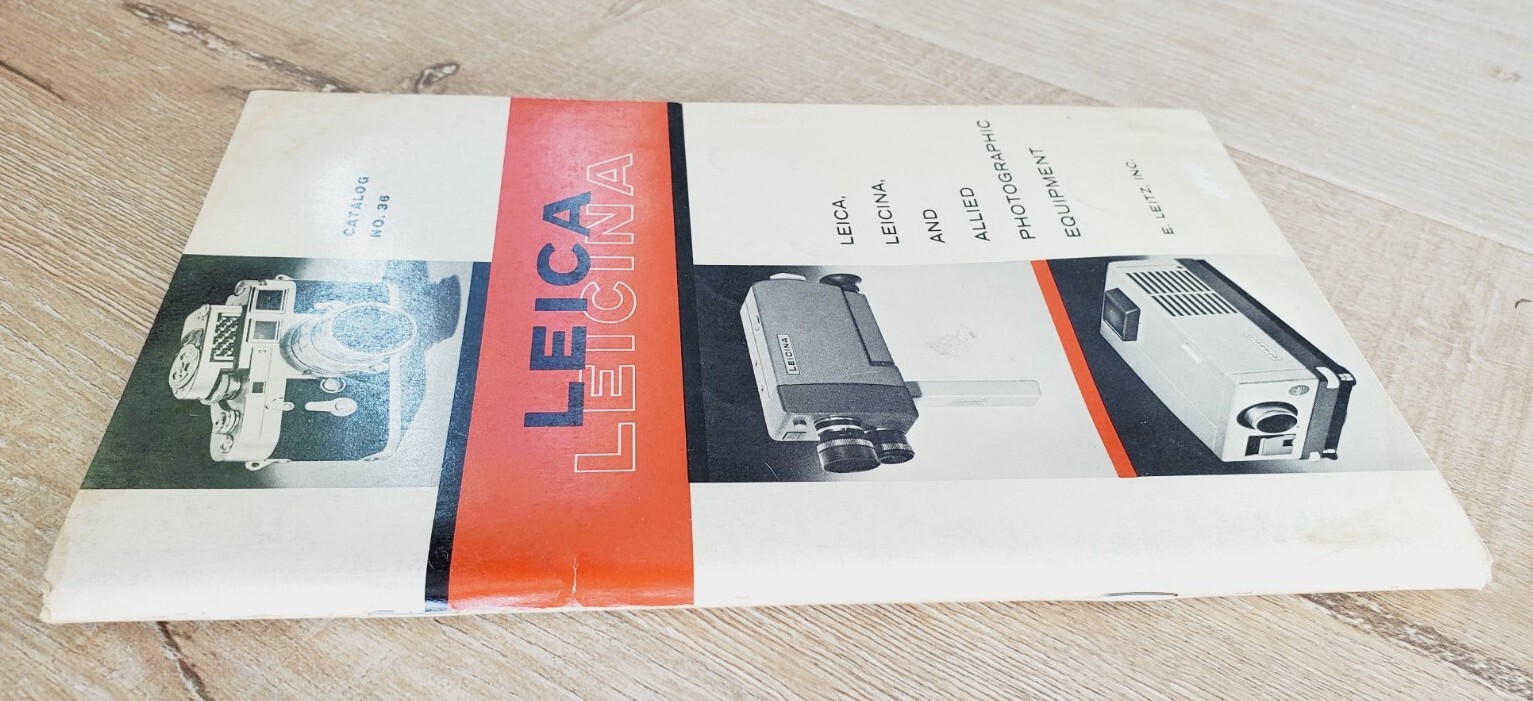 CATALOG
NO. 36
LEICA
LEICINA
LEICINA
LEICA,
LEICINA,
AND
ALLIED
PHOTOGRAPHIC
EQUIPMENT
E. LEITZ, INC.